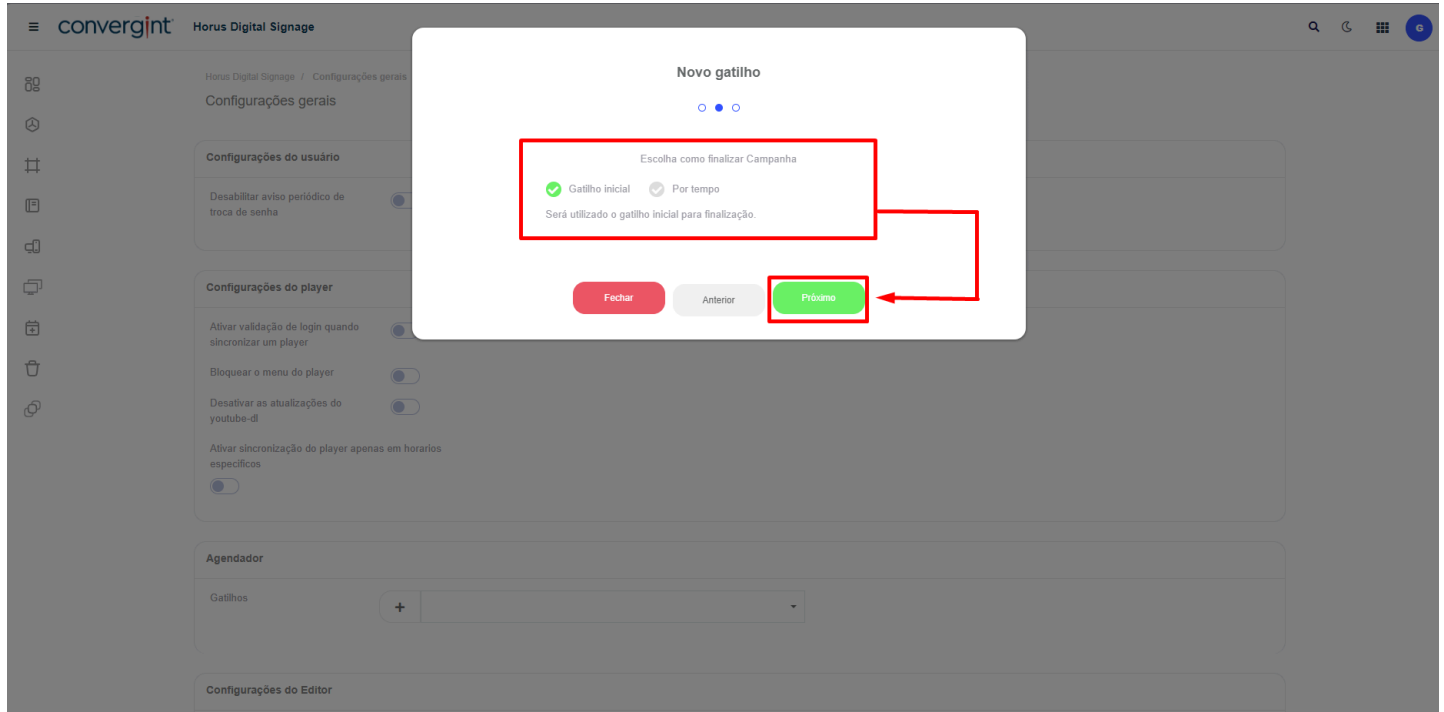 convergint
Horus Digital Signage
G
Horus Digital Signage / Configurações gerais
Configurações gerais
Novo gatilho
Escolha como finalizar Campanha
Gatilho inicial
Por tempo
Será utilizado o gatilho inicial para finalização.
Fechar
Anterior
Próximo
Configurações do usuário
Desabilitar aviso periódico de
troca de senha
Configurações do player
Ativar validação de login quando
sincronizar um player
Bloquear o menu do player
Desativar as atualizações do
youtube-dl
Ativar sincronização do player apenas em horarios
especificos
Agendador
Gatilhos
+
Configurações do Editor